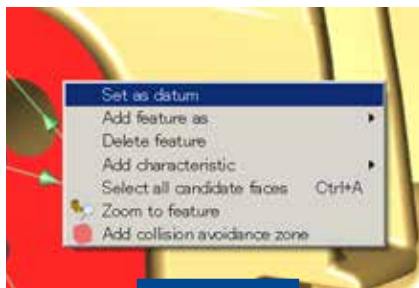 Set as datum
Add feature as
Delete feature
Add characteristic
Select all candidate faces Ctrl+A
Zoom to feature
Add collision avoidance zone